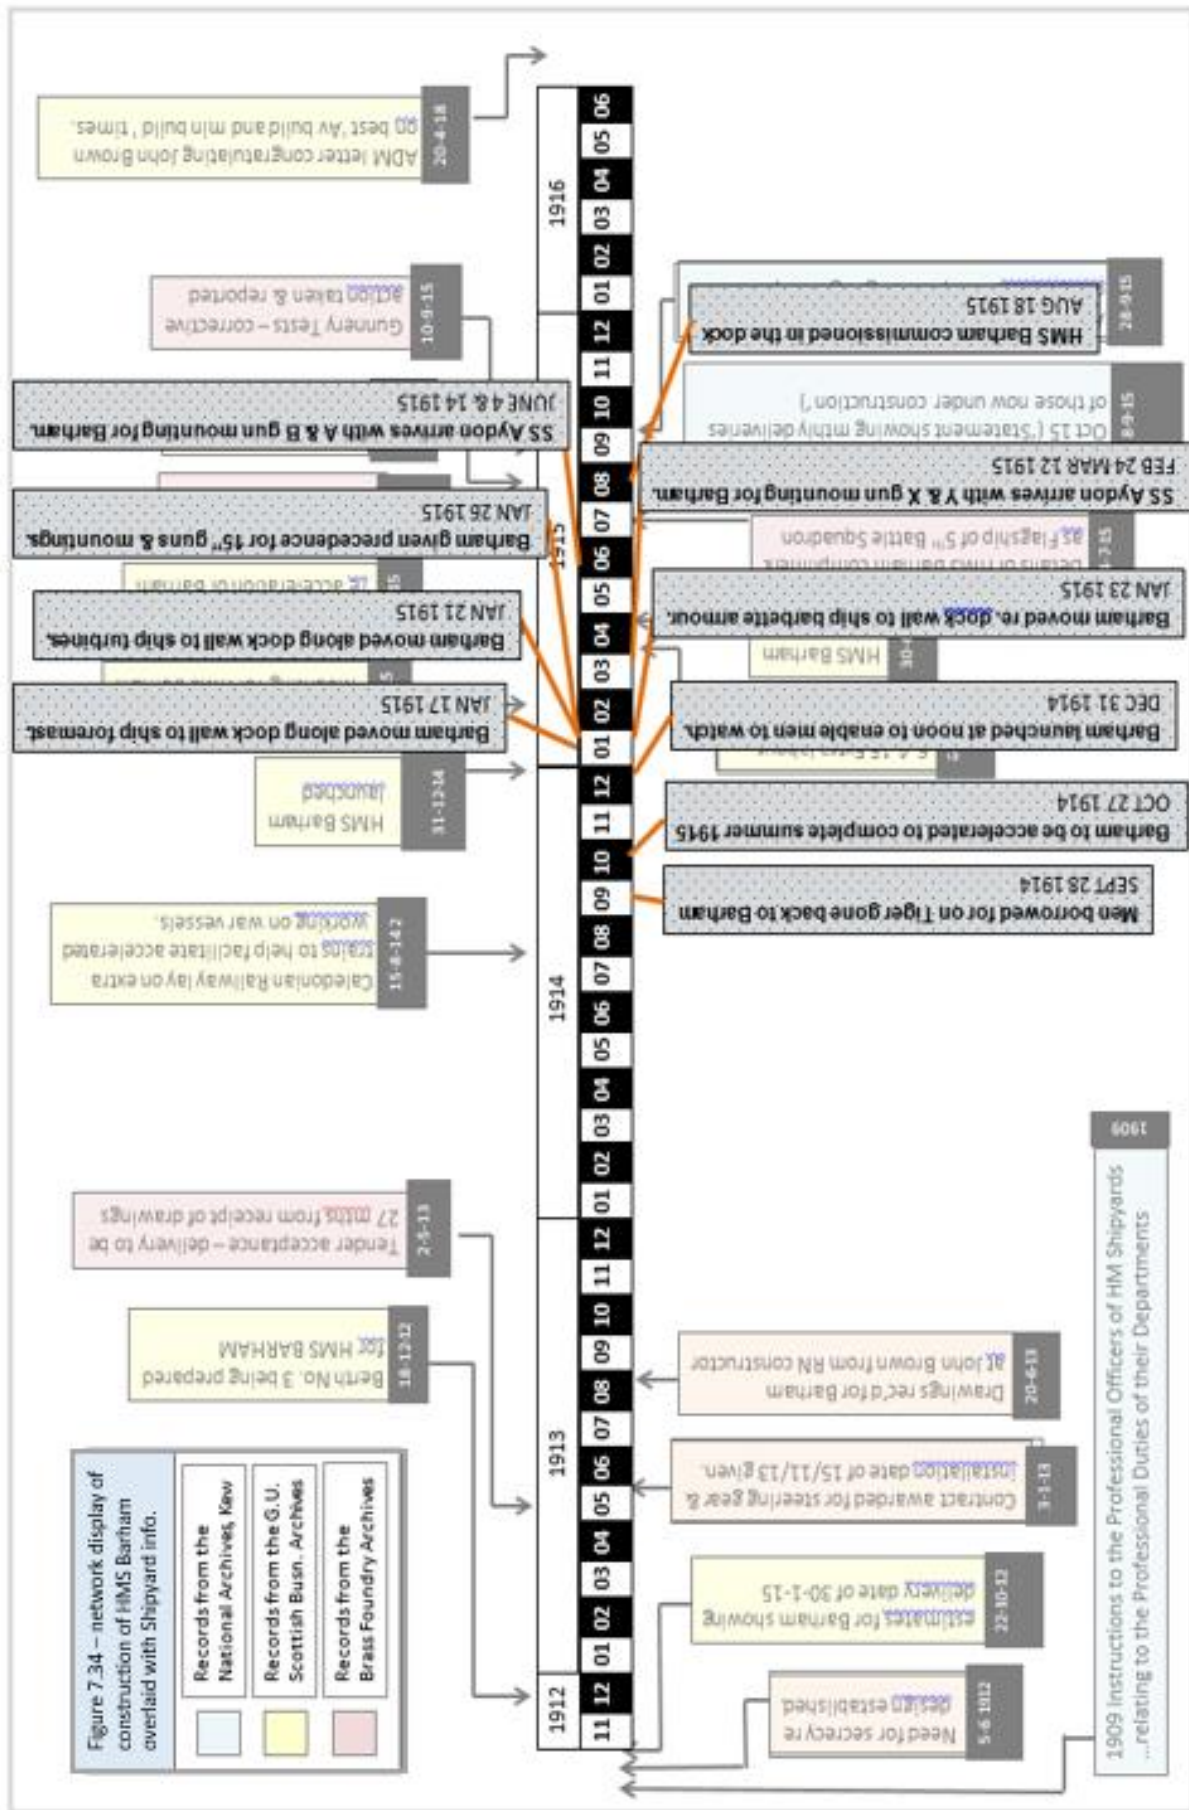 Figure 7.34 – network display of
construction of HMS Barham
overlaid with Shipyard info.
Records from the
National Archives, Kew
Records from the G.U.
Scottish Busn. Archives
Records from the
Brass Foundry Archives
18-12-12
Berth No. 3 being prepared
for HMS BARHAM
2-5-13
Tender acceptance – delivery to be
27 mths from receipt of drawings
15-8-14?2
Caledonian Railway lay on extra
trains to help facilitate accelerated
working on war vessels.
31-12-14
HMS Barham
launched
Barham moved along dock wall to ship foremast
JAN 17 1915
Barham moved along dock wall to ship turbines.
JAN 21 1915
15
re acceleration of Barham
Barham given precedence for 15" guns & mountings.
JAN 26 1915
SS Aydon arrives with A & B gun mounting for Barham.
JUNE 4 & 14 1915
10-9-15
Gunnery Tests – corrective
action taken & reported
20-4-18
ADM letter congratulating John Brown
on best 'Av build and min build' times.
1912
1913
1914
1915
1916
11
12
01
02
03
04
05
06
07
08
09
10
11
12
01
02
03
04
05
06
07
08
09
10
11
12
01
02
03
04
05
06
07
08
09
10
11
12
01
02
03
04
05
06
1909
1909 Instructions to the Professional Officers of HM Shipyards
...relating to the Professional Duties of their Departments
5-6 1912
Need for secrecy re
design established.
22-10-12
estimates for Barham showing
delivery date of 30-1-15
3-1-13
Contract awarded for steering gear &
installation date of 15/11/13 given.
20-6-13
Drawings rec'd for Barham
at John Brown from RN constructor
Men borrowed for on Tiger gone back to Barham
SEPT 28 1914
Barham to be accelerated to complete summer 1915
OCT 27 1914
Barham launched at noon to enable men to watch.
DEC 31 1914
HMS Barham
Barham moved re. dock wall to ship barbette armour.
JAN 23 1915
Details of HMS Barham compliment
as Flagship of 5th Battle Squadron
SS Aydon arrives with Y & X gun mounting for Barham.
FEB 24 MAR 12 1915
8-9-15
Oct 15 ("Statement showing mthly deliveries
of those now under construction")
28-9-15
HMS Barham commissioned in the dock
AUG 18 1915